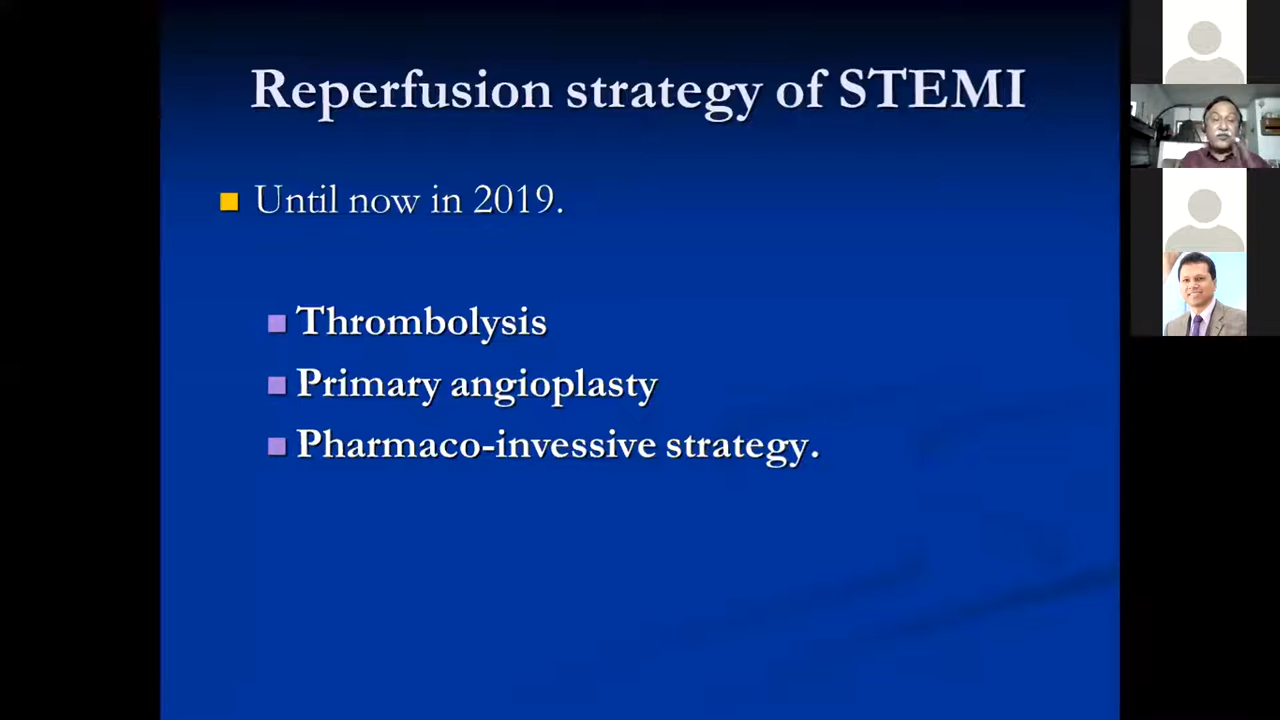 Reperfusion strategy of STEMI
Until now in 2019.
Thrombolysis
Primary angioplasty
Pharmaco-invessive strategy.